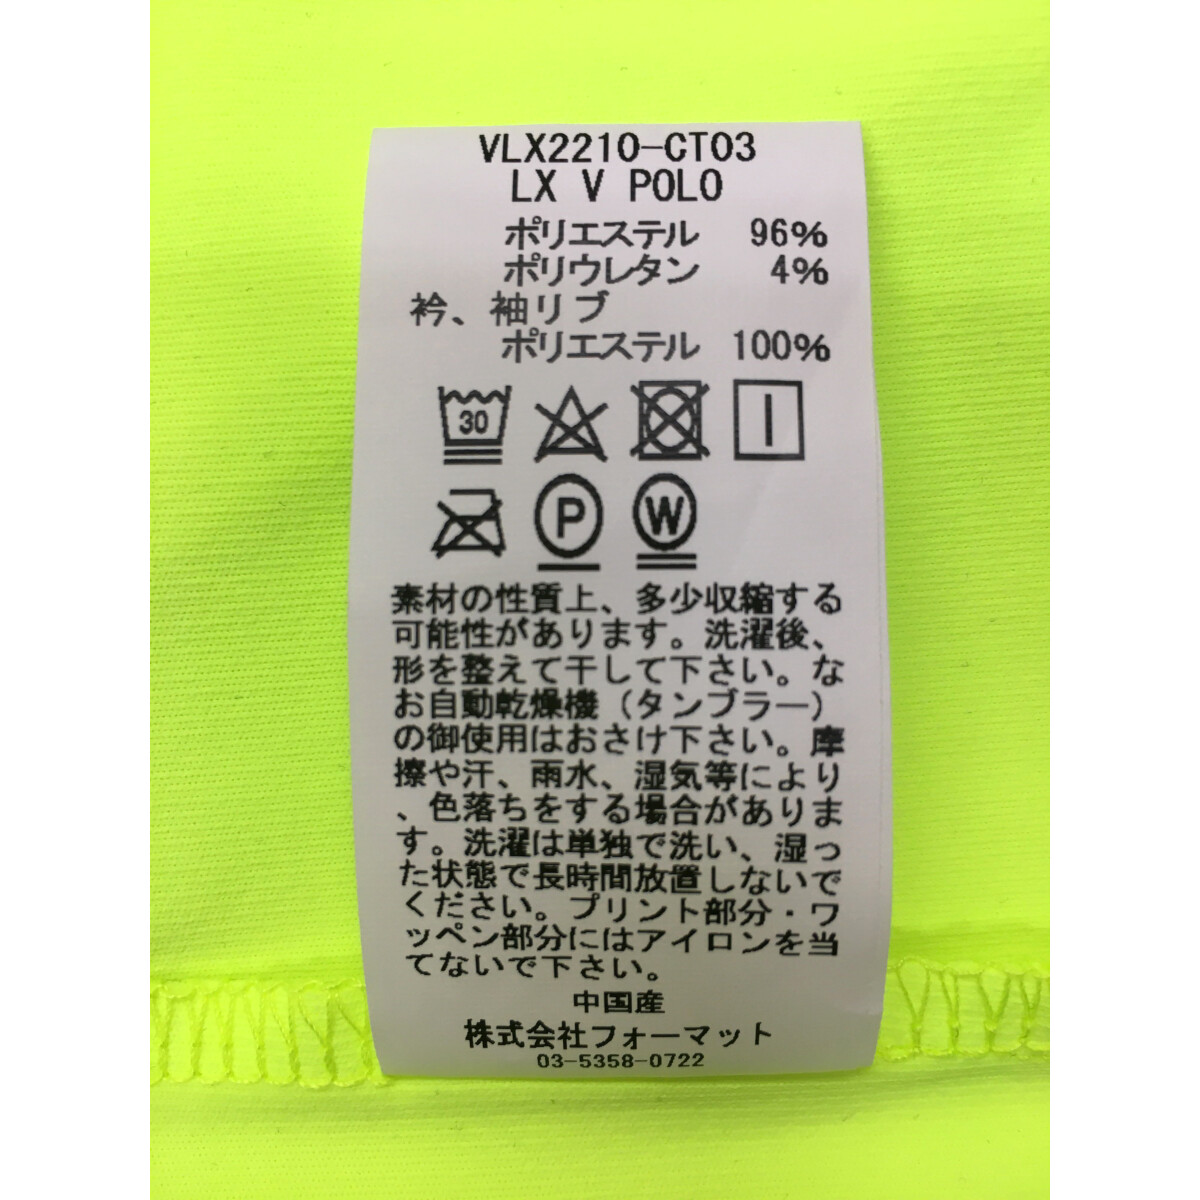 VLX2210-CT03
LX V POLO
ポリエステル 96%
ポリウレタン 4%
衿、袖リブ
ポリエステル 100%
30
P
W
素材の性質上、多少収縮する
可能性があります。洗濯後、
形を整えて干して下さい。な
お自動乾燥機（タンブラー）
の御使用はおさけ下さい。摩
擦や汗、雨水、湿気等により
、色落ちをする場合がありま
す。洗濯は単独で洗い、湿っ
た状態で長時間放置しないで
ください。プリント部分・ワ
ッペン部分にはアイロンを当
てないで下さい。
中国産
株式会社フォーマット
03-5358-0722